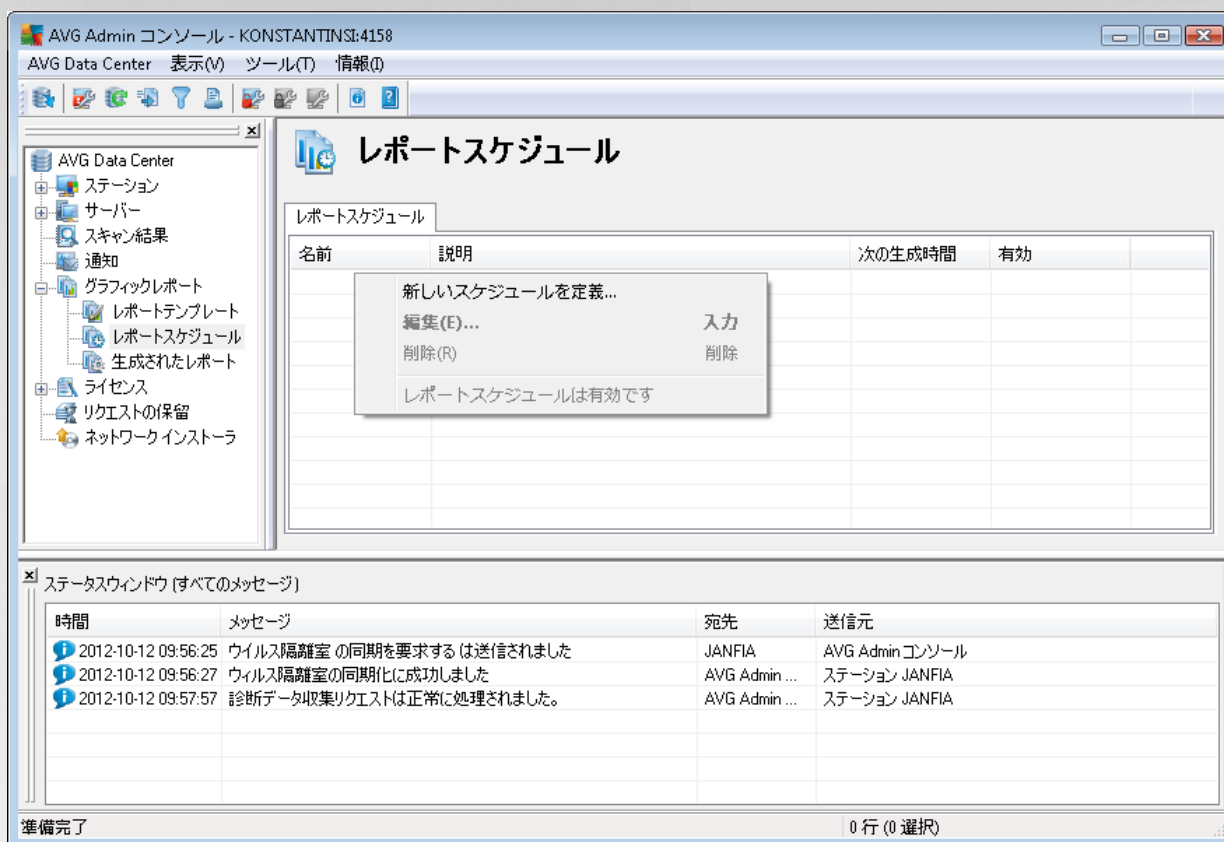 AVG Admin コンソール - KONSTANTINSI:4158
AVG Data Center 表示(V) ツール(T) 情報(I)
AVG Data Center
ステーション
サーバー
スキャン結果
通知
グラフィックレポート
レポートテンプレート
レポートスケジュール
生成されたレポート
ライセンス
リクエストの保留
ネットワークインストーラ
レポートスケジュール
レポートスケジュール
名前 説明 次の生成時間 有効
新しいスケジュールを定義...
編集(E)... 入力
削除(R) 削除
レポートスケジュールは有効です
ステータスウィンドウ (すべてのメッセージ)
時間 メッセージ 宛先 送信元
2012-10-12 09:56:25 ウイルス隔離室 の同期を要求する は送信されました JANFIA AVG Admin コンソール
2012-10-12 09:56:27 ウィルス隔離室の同期化に成功しました AVG Admin ... ステーション JANFIA
2012-10-12 09:57:57 診断データ収集リクエストは正常に処理されました。 AVG Admin ... ステーション JANFIA
準備完了 0 行 (0 選択)